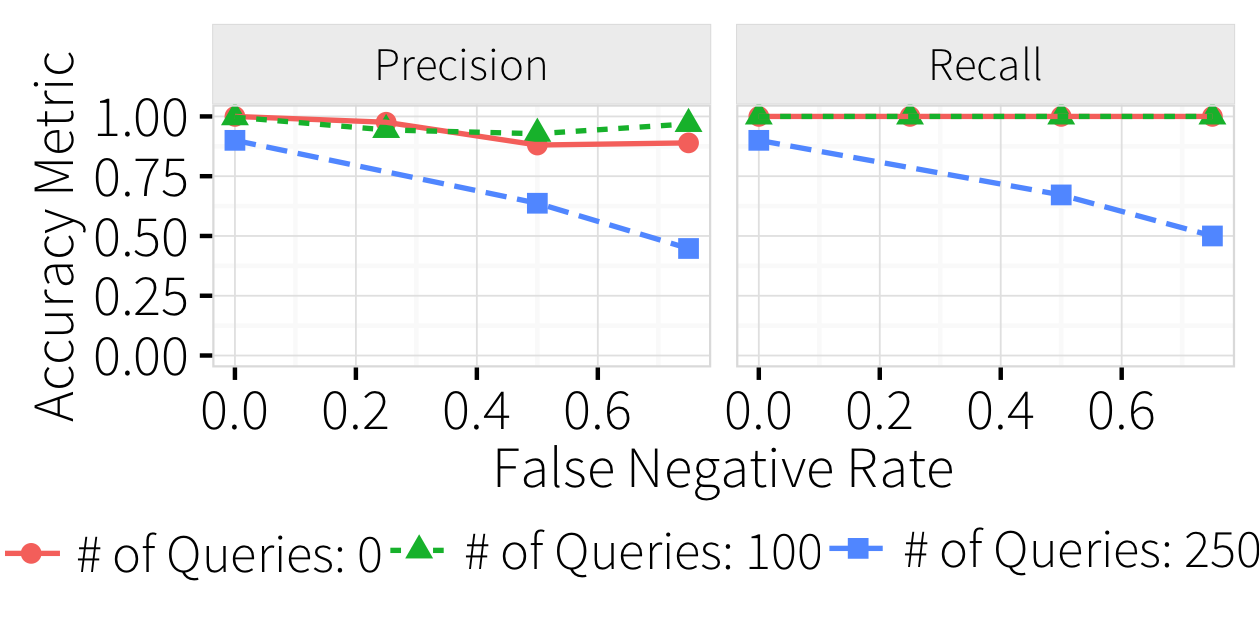 Precision
Recall
Accuracy Metric
1.00
0.75
0.50
0.25
0.00
0.0 0.2 0.4 0.6
0.0 0.2 0.4 0.6
False Negative Rate
# of Queries: 0 # of Queries: 100 # of Queries: 250